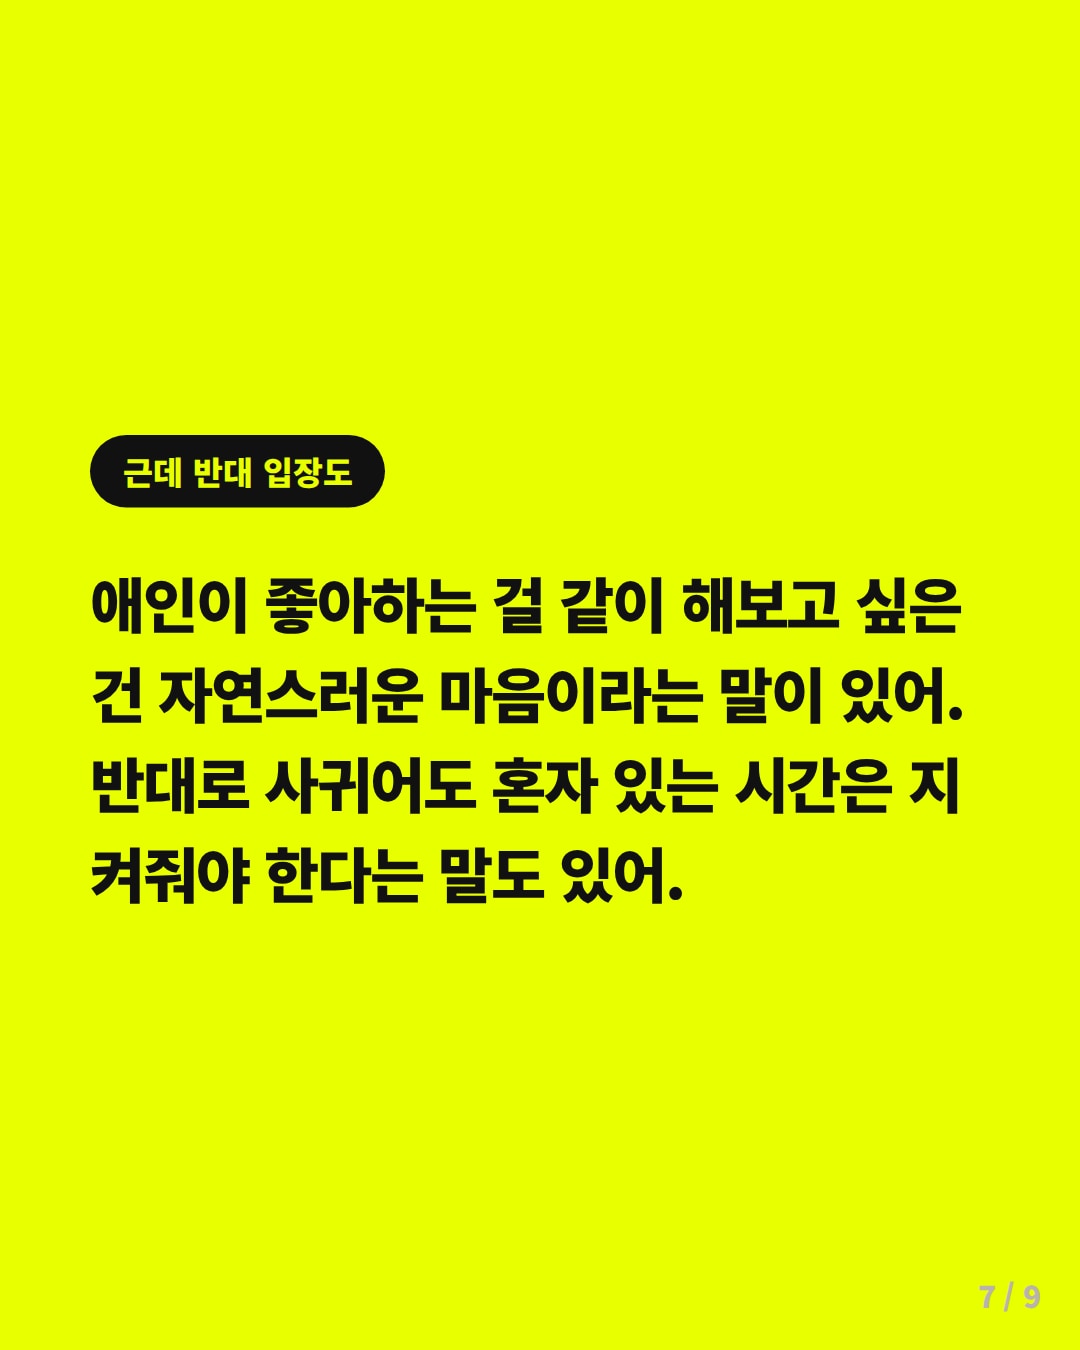 근데 반대 입장도
애인이 좋아하는 걸 같이 해보고 싶은
건 자연스러운 마음이라는 말이 있어.
반대로 사귀어도 혼자 있는 시간은 지
켜줘야 한다는 말도 있어.
7 / 9